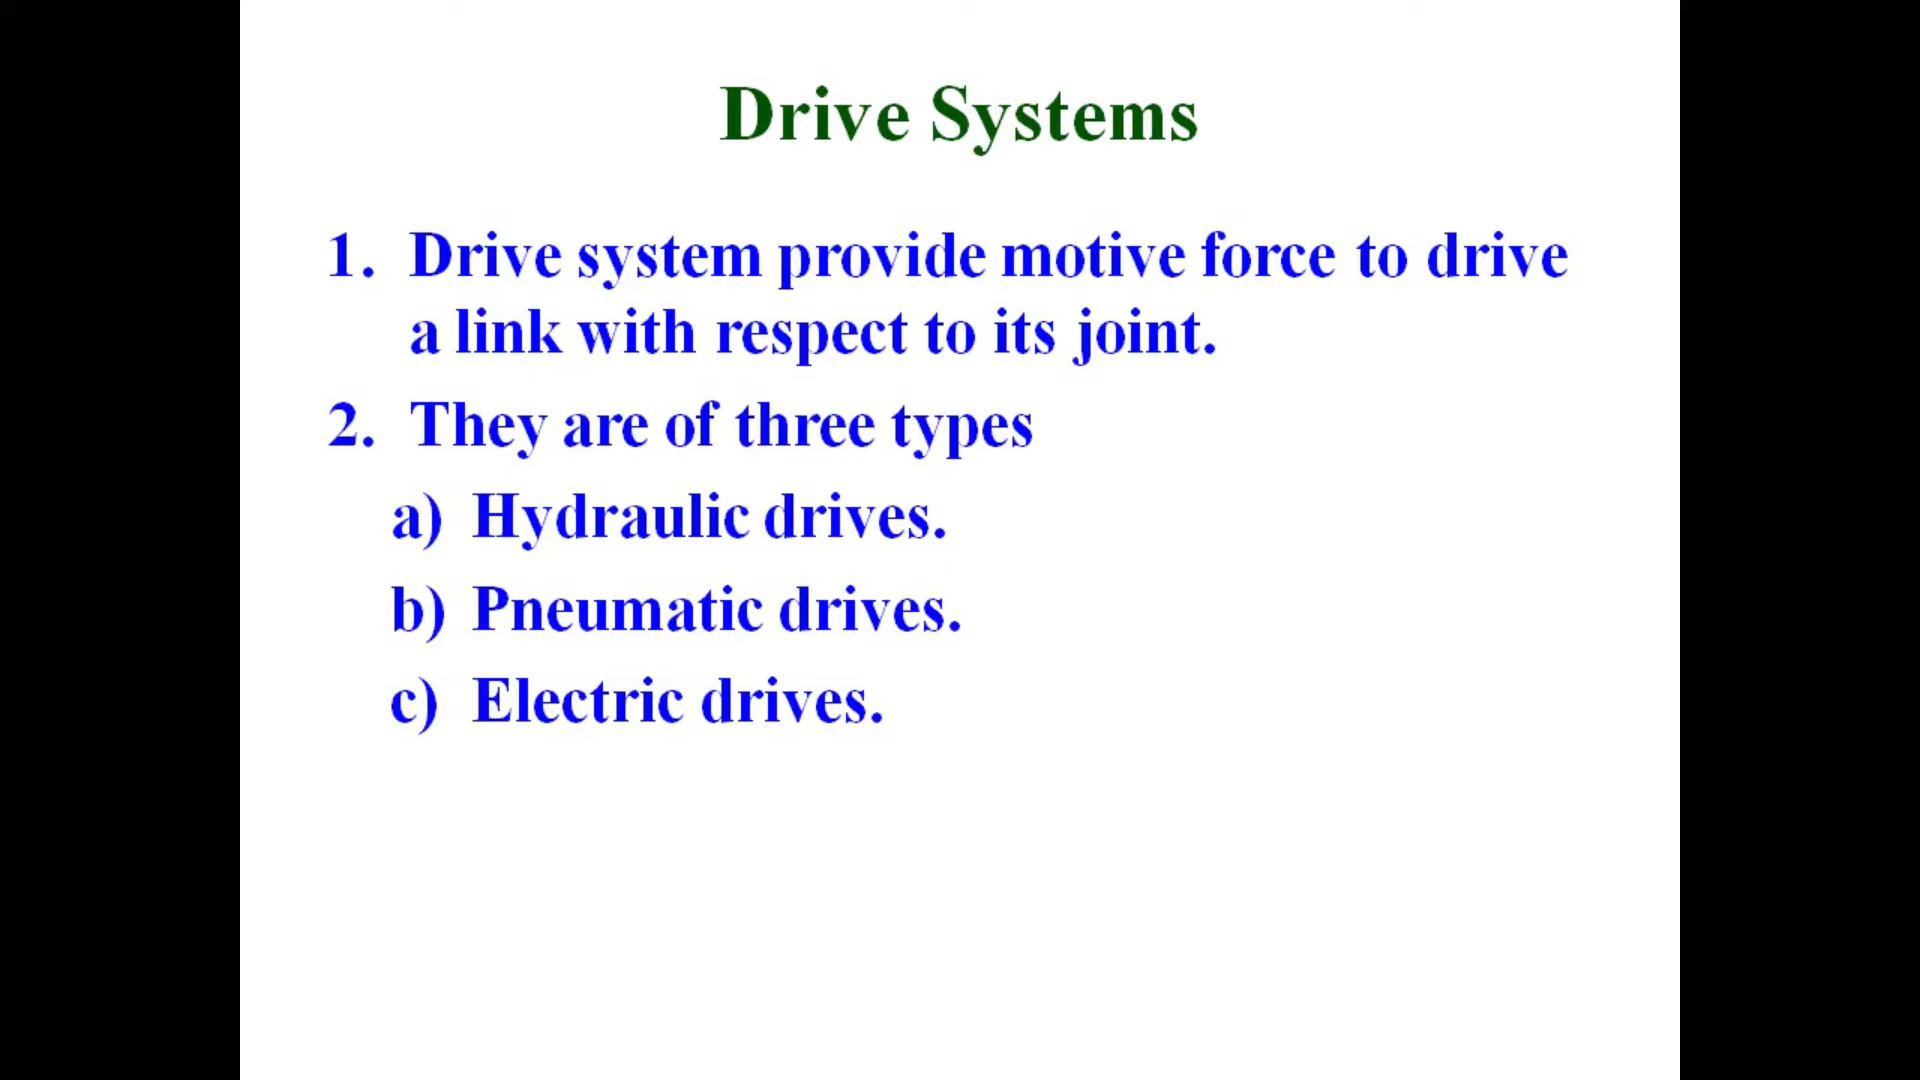 Drive Systems
1. Drive system provide motive force to drive
a link with respect to its joint.
2. They are of three types
a) Hydraulic drives.
b) Pneumatic drives.
c) Electric drives.